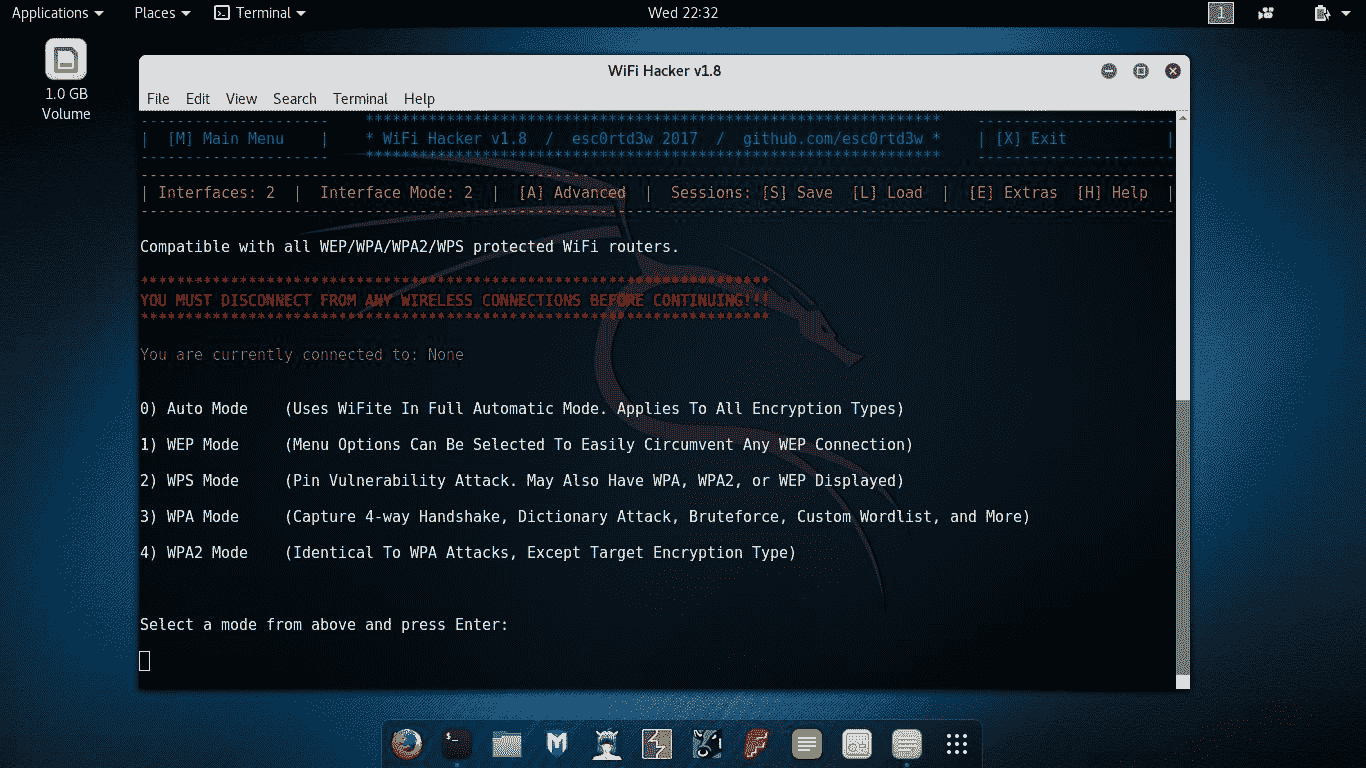 Applications Places Terminal Wed 22:32 1
1.0 GB
Volume
WiFi Hacker v1.8
File Edit View Search Terminal Help
--------------------- **************************************************************** ----------------------
| [M] Main Menu | * WiFi Hacker v1.8 / esc0rtd3w 2017 / github.com/esc0rtd3w * | [X] Exit |
--------------------- **************************************************************** ----------------------
| Interfaces: 2 | Interface Mode: 2 | [A] Advanced | Sessions: [S] Save [L] Load | [E] Extras [H] Help |
Compatible with all WEP/WPA/WPA2/WPS protected WiFi routers.
**********************************************************************
YOU MUST DISCONNECT FROM ANY WIRELESS CONNECTIONS BEFORE CONTINUING!!!
**********************************************************************
You are currently connected to: None
0) Auto Mode (Uses WiFite In Full Automatic Mode. Applies To All Encryption Types)
1) WEP Mode (Menu Options Can Be Selected To Easily Circumvent Any WEP Connection)
2) WPS Mode (Pin Vulnerability Attack. May Also Have WPA, WPA2, or WEP Displayed)
3) WPA Mode (Capture 4-way Handshake, Dictionary Attack, Bruteforce, Custom Wordlist, and More)
4) WPA2 Mode (Identical To WPA Attacks, Except Target Encryption Type)
Select a mode from above and press Enter: